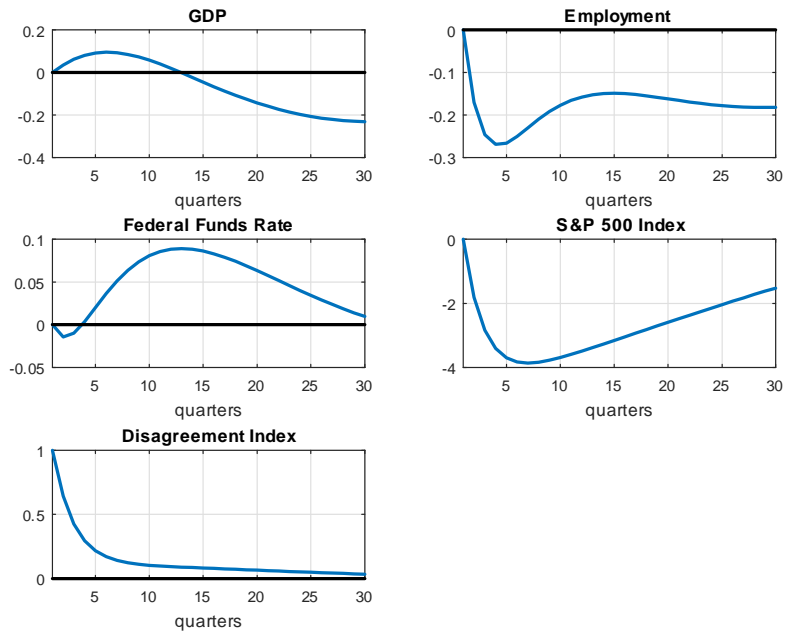 GDP
0.2
0
-0.2
-0.4
5 10 15 20 25 30
quarters
Employment
0
-0.1
-0.2
-0.3
5 10 15 20 25 30
quarters
Federal Funds Rate
0.1
0.05
0
-0.05
5 10 15 20 25 30
quarters
S&P 500 Index
0
-2
-4
5 10 15 20 25 30
quarters
Disagreement Index
1
0.5
0
5 10 15 20 25 30
quarters